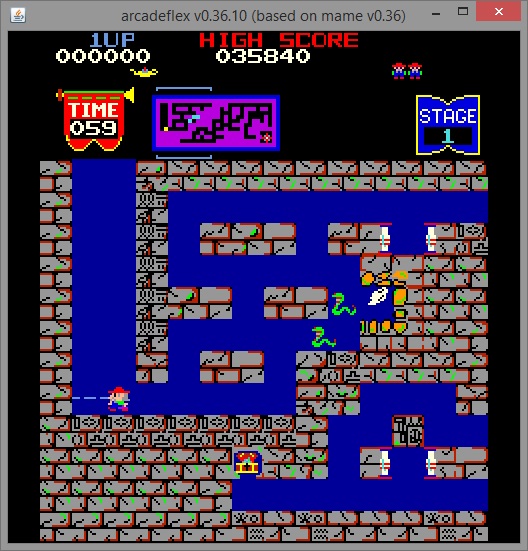 arcadeflex v0.36.10 (based on mame v0.36)
1UP HIGH SCORE
000000 035840
TIME
059
STAGE
1